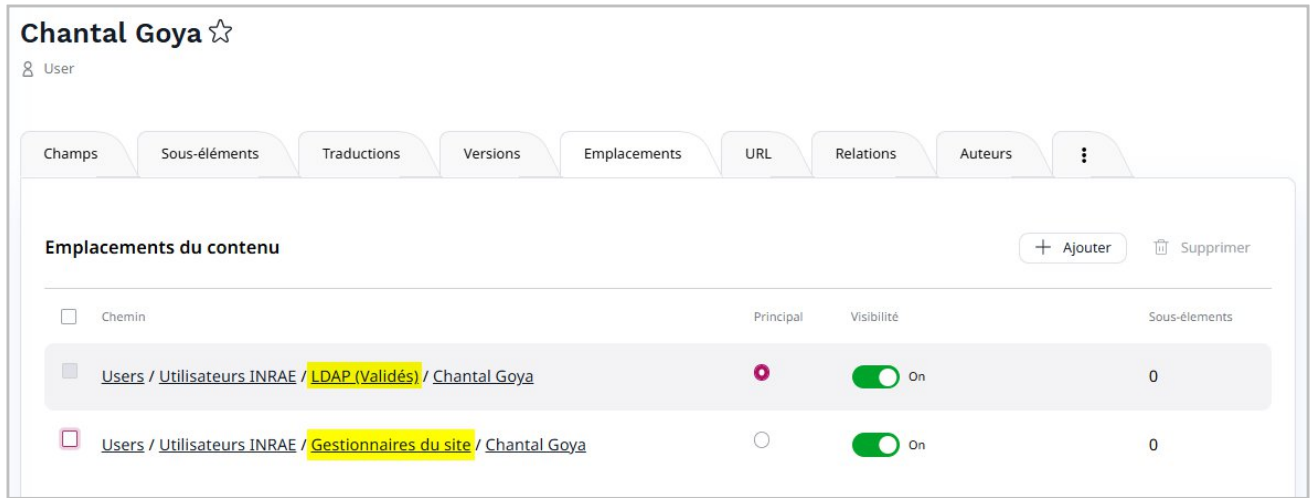 Chantal Goya
User
Champs Sous-éléments Traductions Versions Emplacements URL Relations Auteurs
Emplacements du contenu + Ajouter Supprimer
Chemin Principal Visibilité Sous-élements
Users / Utilisateurs INRAE / LDAP (Validés) / Chantal Goya On 0
Users / Utilisateurs INRAE / Gestionnaires du site / Chantal Goya On 0